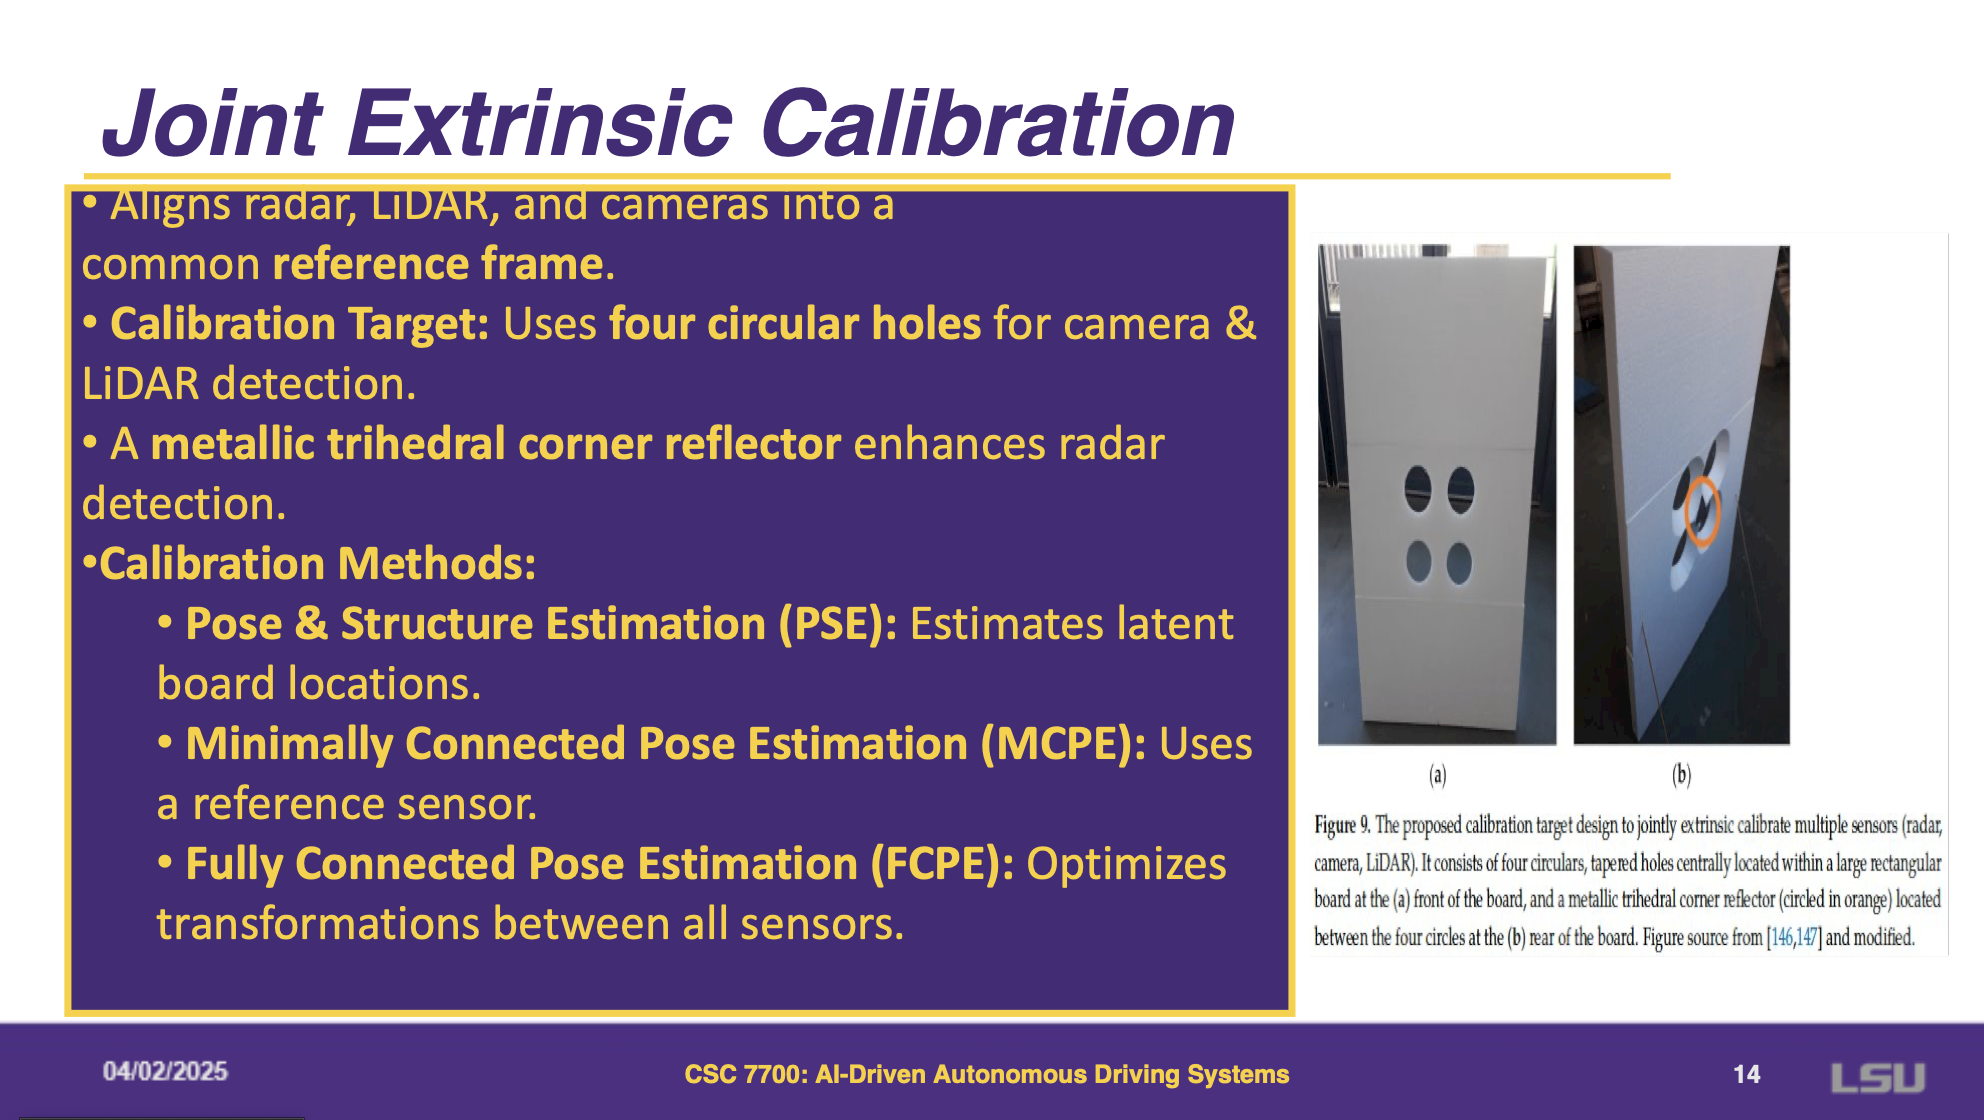 Joint Extrinsic Calibration
• Aligns radar, LiDAR, and cameras into a
common reference frame.
• Calibration Target: Uses four circular holes for camera &
LiDAR detection.
• A metallic trihedral corner reflector enhances radar
detection.
•Calibration Methods:
• Pose & Structure Estimation (PSE): Estimates latent
board locations.
• Minimally Connected Pose Estimation (MCPE): Uses
a reference sensor.
• Fully Connected Pose Estimation (FCPE): Optimizes
transformations between all sensors.
(a) (b)
Figure 9. The proposed calibration target design to jointly extrinsic calibrate multiple sensors (radar,
camera, LiDAR). It consists of four circulars, tapered holes centrally located within a large rectangular
board at the (a) front of the board, and a metallic trihedral corner reflector (circled in orange) located
between the four circles at the (b) rear of the board. Figure source from [146,147] and modified.
04/02/2025
CSC 7700: AI-Driven Autonomous Driving Systems
14
LSU